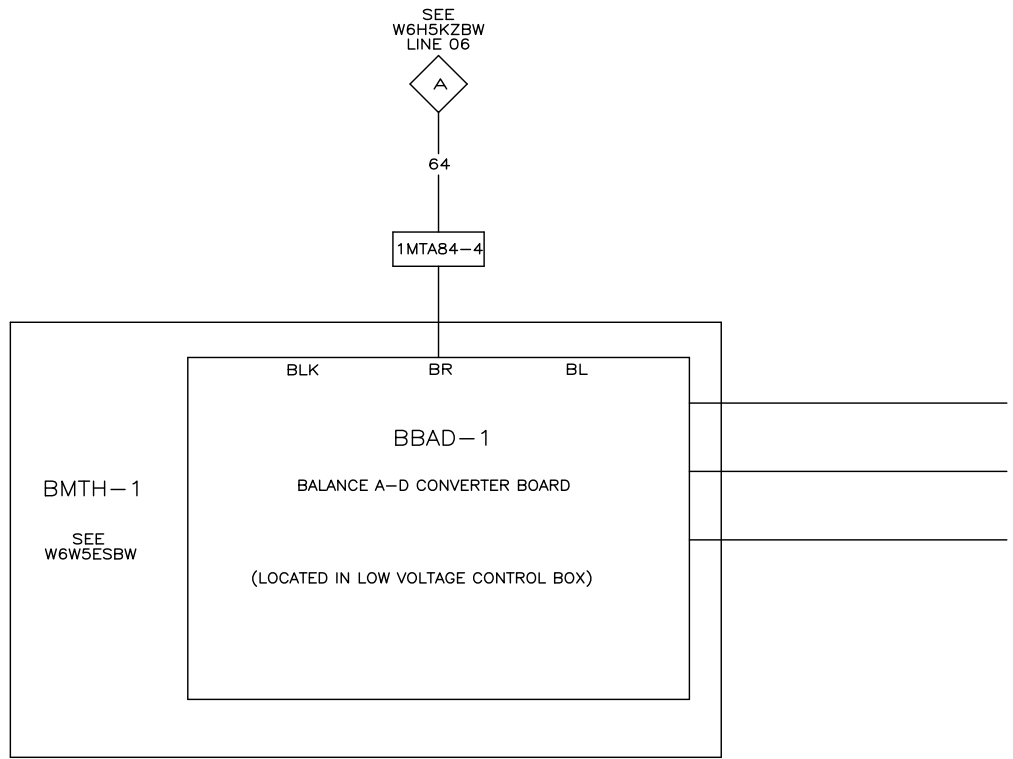 SEE
W6H5KZBW
LINE 06
A
64
1MTA84-4
BLK BR BL
BBAD-1
BALANCE A-D CONVERTER BOARD
BMTH-1
SEE
W6W5ESBW
(LOCATED IN LOW VOLTAGE CONTROL BOX)